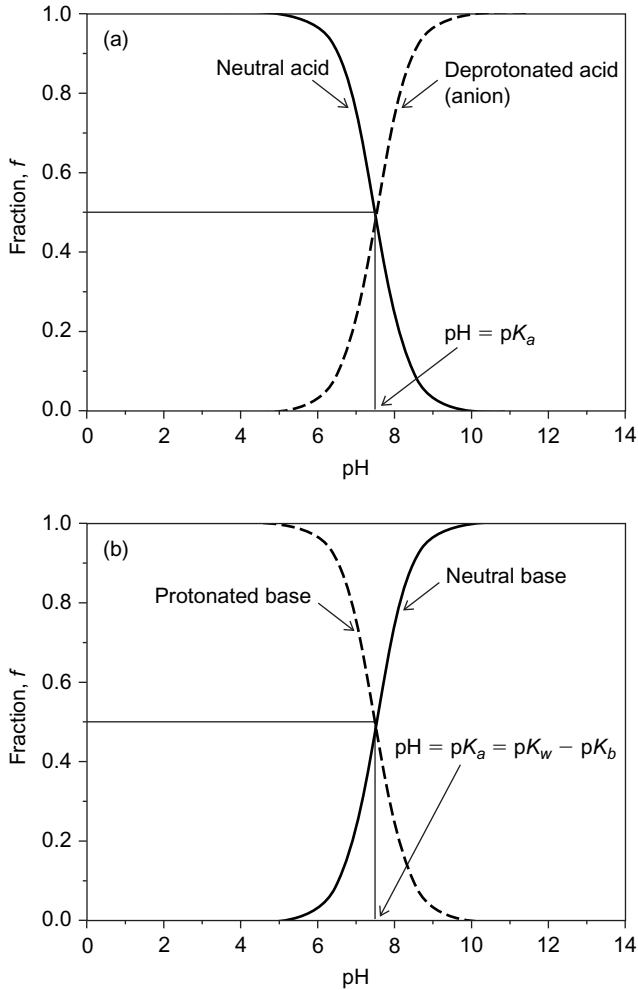 (a)
1.0
0.8
0.6
0.4
0.2
0.0
Fraction, f
Neutral acid
Deprotonated acid
(anion)
pH = pKₐ
0 2 4 6 8 10 12 14
pH
(b)
1.0
0.8
0.6
0.4
0.2
0.0
Fraction, f
Protonated base
Neutral base
pH = pKₐ = pK_w − pK_b
0 2 4 6 8 10 12 14
pH